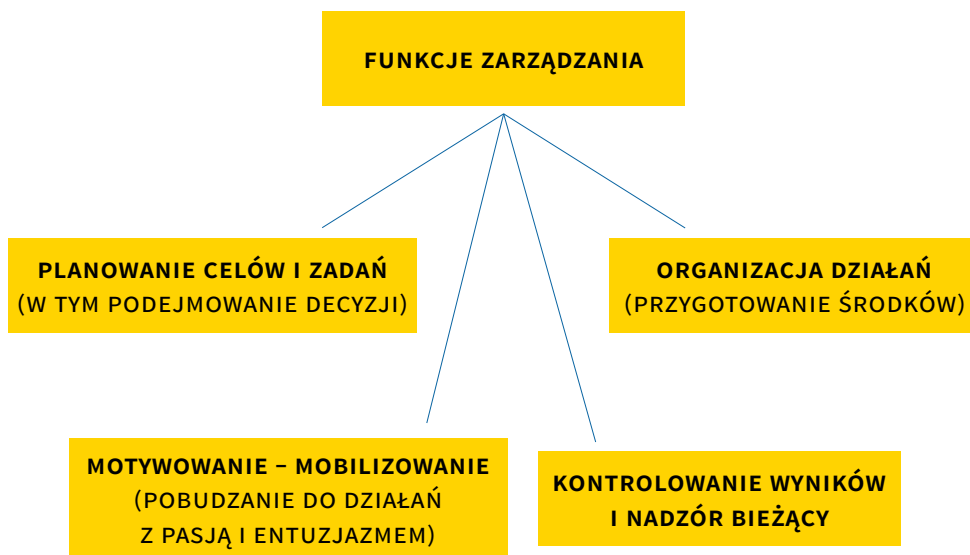 FUNKCJE ZARZĄDZANIA
PLANOWANIE CELÓW I ZADAŃ
(W TYM PODEJMOWANIE DECYZJI)
ORGANIZACJA DZIAŁAŃ
(PRZYGOTOWANIE ŚRODKÓW)
MOTYWOWANIE – MOBILIZOWANIE
(POBUDZANIE DO DZIAŁAŃ
Z PASJĄ I ENTUZJAZMEM)
KONTROLOWANIE WYNIKÓW
I NADZÓR BIEŻĄCY